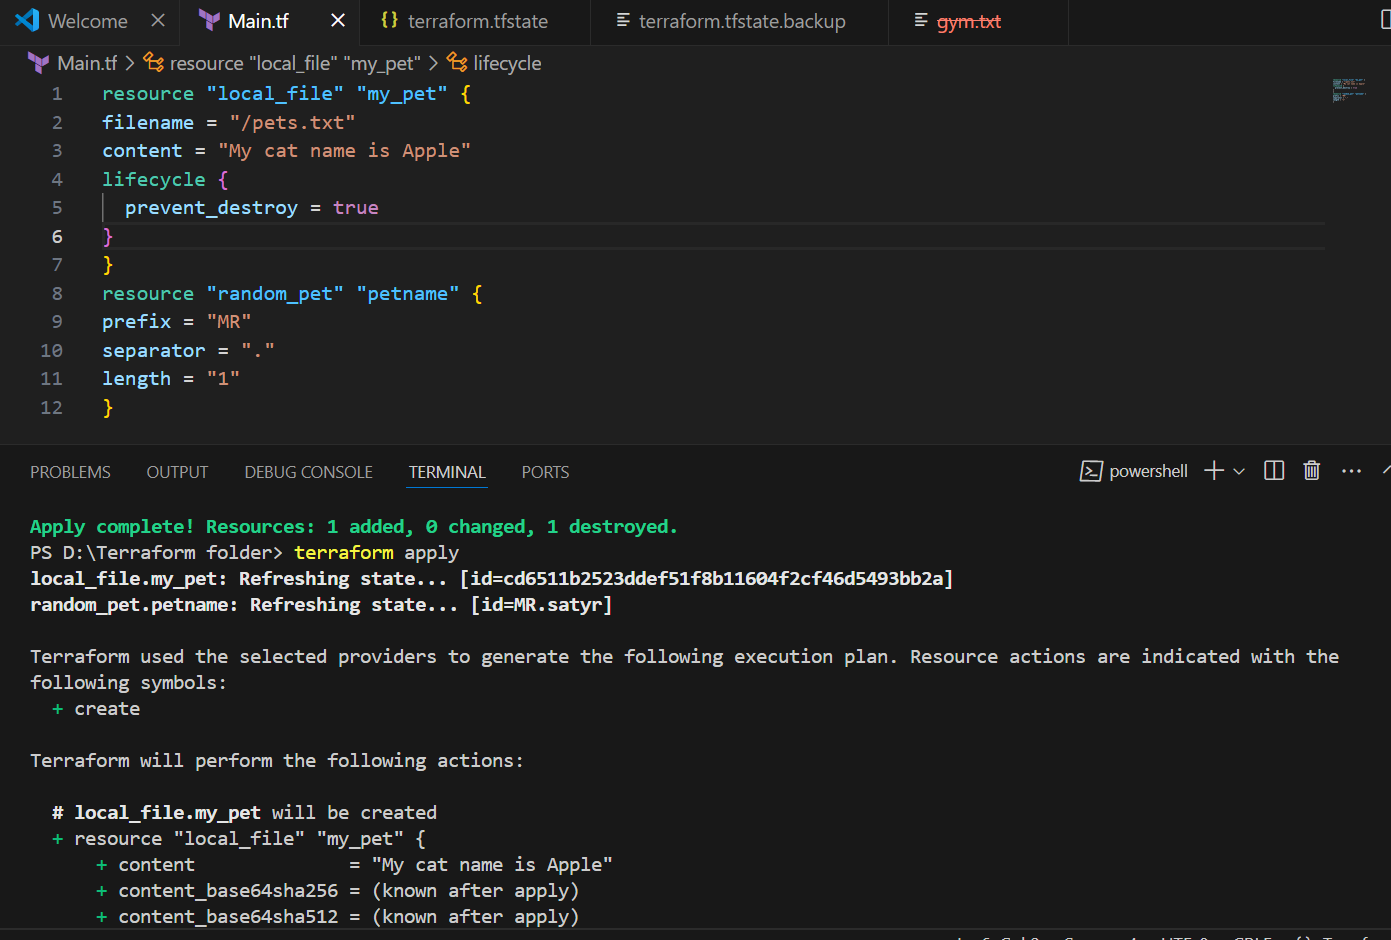 Welcome Main.tf terraform.tfstate terraform.tfstate.backup gym.txt
Main.tf > resource "local_file" "my_pet" > lifecycle
1 resource "local_file" "my_pet" {
2 filename = "/pets.txt"
3 content = "My cat name is Apple"
4 lifecycle {
5 prevent_destroy = true
6 }
7 }
8 resource "random_pet" "petname" {
9 prefix = "MR"
10 separator = "."
11 length = "1"
12 }
PROBLEMS OUTPUT DEBUG CONSOLE TERMINAL PORTS powershell
Apply complete! Resources: 1 added, 0 changed, 1 destroyed.
PS D:\Terraform folder> terraform apply
local_file.my_pet: Refreshing state... [id=cd6511b2523ddef51f8b11604f2cf46d5493bb2a]
random_pet.petname: Refreshing state... [id=MR.satyr]
Terraform used the selected providers to generate the following execution plan. Resource actions are indicated with the
following symbols:
+ create
Terraform will perform the following actions:
# local_file.my_pet will be created
+ resource "local_file" "my_pet" {
+ content = "My cat name is Apple"
+ content_base64sha256 = (known after apply)
+ content_base64sha512 = (known after apply)